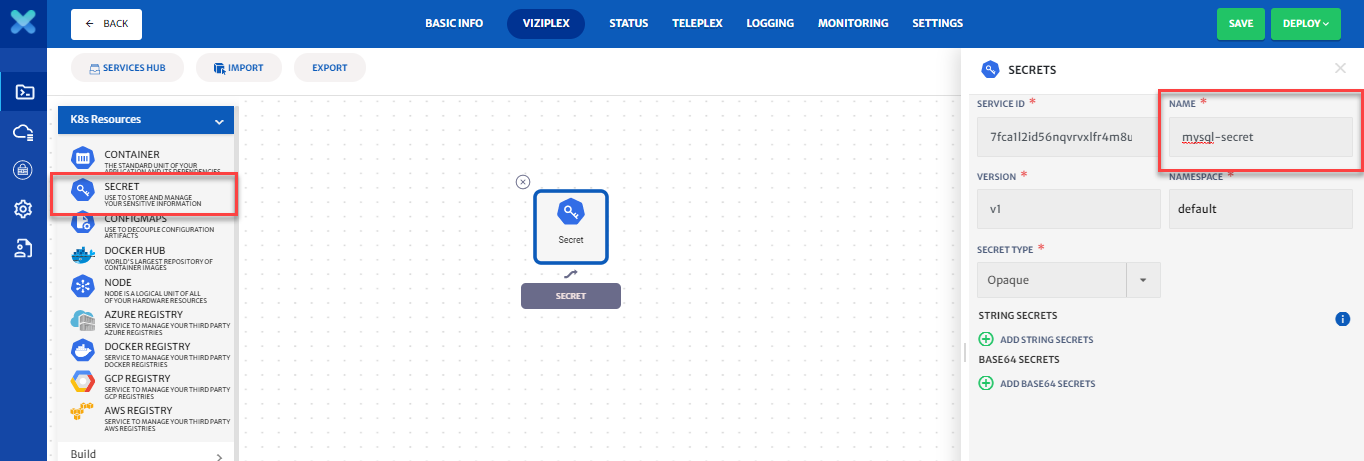 BACK
BASIC INFO
VIZIPLEX
STATUS
TELEPLEX
LOGGING
MONITORING
SETTINGS
SAVE
DEPLOY
SERVICES HUB
IMPORT
EXPORT
K8s Resources
CONTAINER
THE STANDARD UNIT OF YOUR
APPLICATION AND ITS DEPENDENCIES
SECRET
USE TO STORE AND MANAGE
YOUR SENSITIVE INFORMATION
CONFIGMAPS
USE TO DECOUPLE CONFIGURATION
ARTIFACTS
DOCKER HUB
WORLD'S LARGEST REPOSITORY OF
CONTAINER IMAGES
NODE
NODE IS A LOGICAL UNIT OF ALL
OF YOUR HARDWARE RESOURCES
AZURE REGISTRY
SERVICE TO MANAGE YOUR THIRD PARTY
AZURE REGISTRIES
DOCKER REGISTRY
SERVICE TO MANAGE YOUR THIRD PARTY
DOCKER REGISTRIES
GCP REGISTRY
SERVICE TO MANAGE YOUR THIRD PARTY
GCP REGISTRIES
AWS REGISTRY
SERVICE TO MANAGE YOUR THIRD PARTY
AWS REGISTRIES
Build
Secret
SECRET
SECRETS
SERVICE ID *
7fca1l2id56nqvrvxlfr4m8u
NAME *
mysql-secret
VERSION *
v1
NAMESPACE *
default
SECRET TYPE *
Opaque
STRING SECRETS
ADD STRING SECRETS
BASE64 SECRETS
ADD BASE64 SECRETS